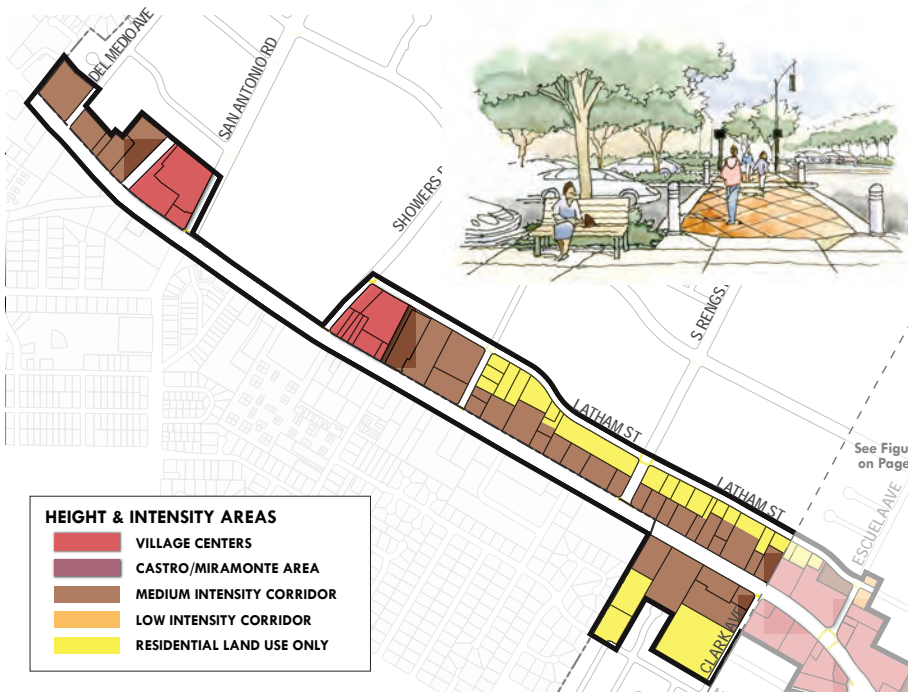 DEL MEDIO AVE
SAN ANTONIO RD
SHOWERS
S RENGS
LATHAM ST
LATHAM ST
See Figu
on Page
ESCUELA AVE
CLARK AVE
HEIGHT & INTENSITY AREAS
VILLAGE CENTERS
CASTRO/MIRAMONTE AREA
MEDIUM INTENSITY CORRIDOR
LOW INTENSITY CORRIDOR
RESIDENTIAL LAND USE ONLY